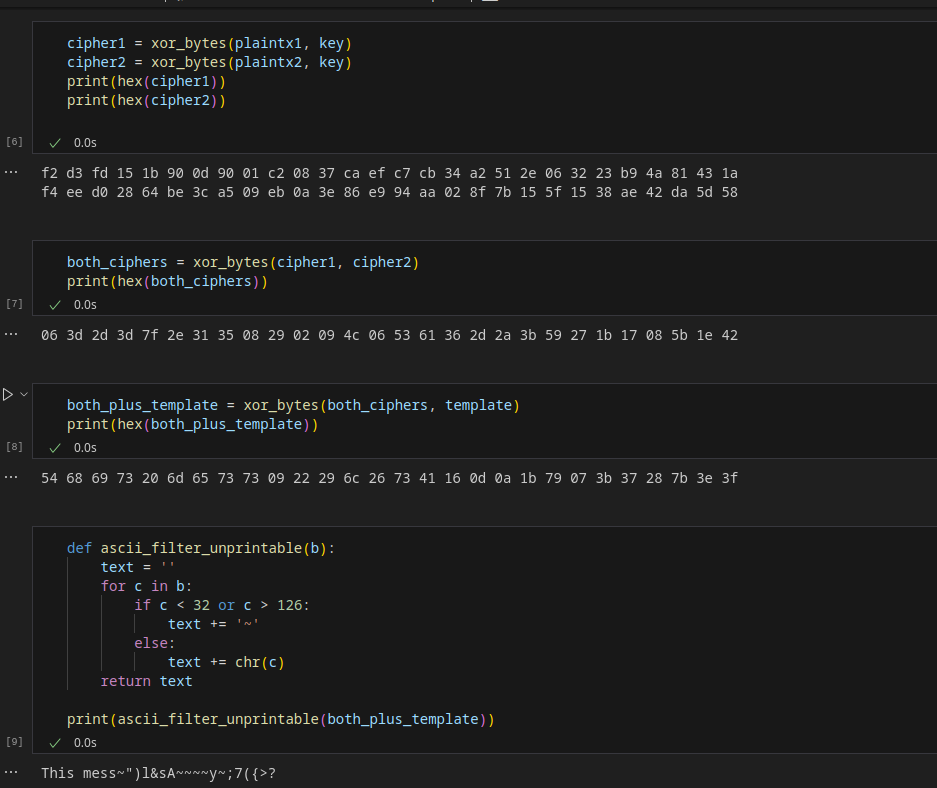 cipher1 = xor_bytes(plaintx1, key)
cipher2 = xor_bytes(plaintx2, key)
print(hex(cipher1))
print(hex(cipher2))
[6]
0.0s
f2 d3 fd 15 1b 90 0d 90 01 c2 08 37 ca ef c7 cb 34 a2 51 2e 06 32 23 b9 4a 81 43 1a
f4 ee d0 28 64 be 3c a5 09 eb 0a 3e 86 e9 94 aa 02 8f 7b 15 5f 15 38 ae 42 da 5d 58
both_ciphers = xor_bytes(cipher1, cipher2)
print(hex(both_ciphers))
[7]
0.0s
06 3d 2d 3d 7f 2e 31 35 08 29 02 09 4c 06 53 61 36 2d 2a 3b 59 27 1b 17 08 5b 1e 42
both_plus_template = xor_bytes(both_ciphers, template)
print(hex(both_plus_template))
[8]
0.0s
54 68 69 73 20 6d 65 73 73 09 22 29 6c 26 73 41 16 0d 0a 1b 79 07 3b 37 28 7b 3e 3f
def ascii_filter_unprintable(b):
    text = ''
    for c in b:
        if c < 32 or c > 126:
            text += '~'
        else:
            text += chr(c)
    return text
print(ascii_filter_unprintable(both_plus_template))
[9]
0.0s
This mess~")l&sA~~~~y~;7({>?